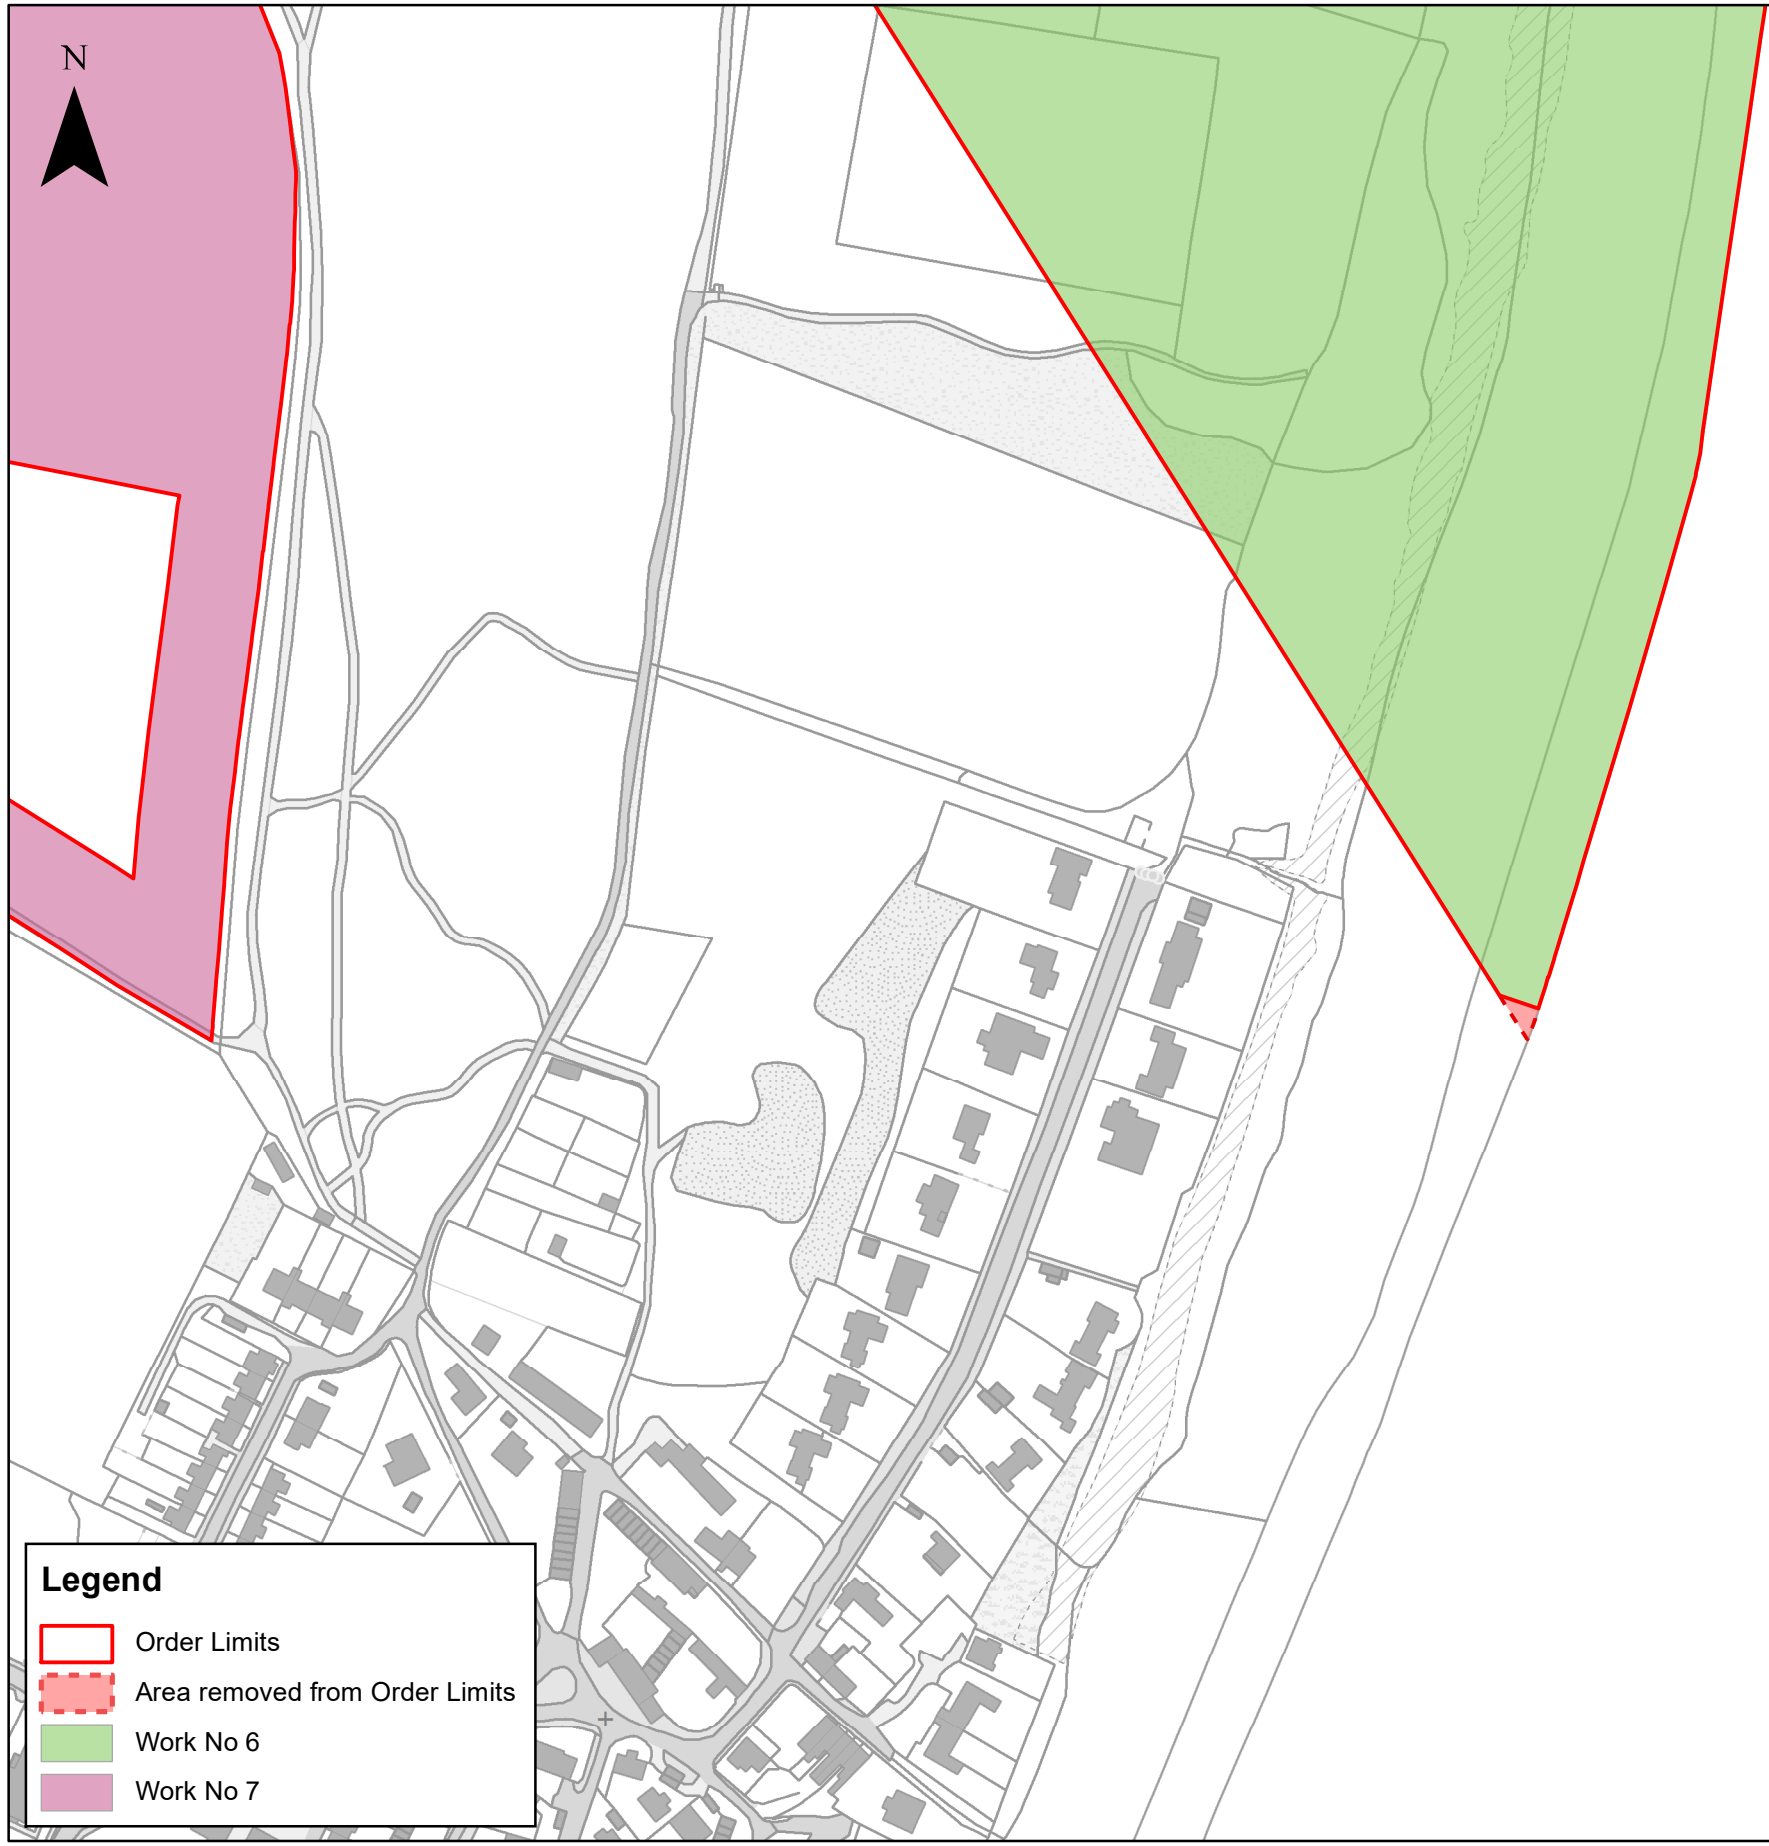 N
Legend
Order Limits
Area removed from Order Limits
Work No 6
Work No 7